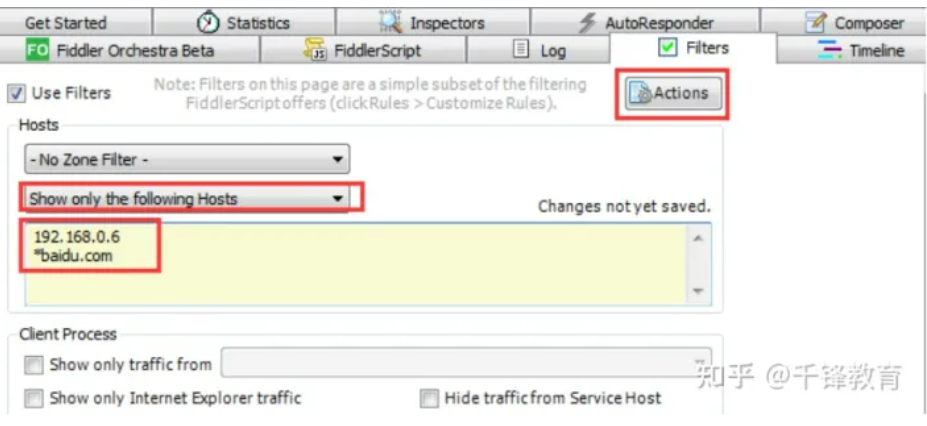 Get Started
Statistics
Inspectors
AutoResponder
Composer
FO Fiddler Orchestra Beta
JS FiddlerScript
Log
Filters
Timeline
Use Filters
Note: Filters on this page are a simple subset of the filtering
FiddlerScript offers (click Rules > Customize Rules).
Actions
Hosts
- No Zone Filter -
Show only the following Hosts
Changes not yet saved.
192.168.0.6
*baidu.com
Client Process
Show only traffic from
Show only Internet Explorer traffic
Hide traffic from Service Host
知乎 @千锋教育